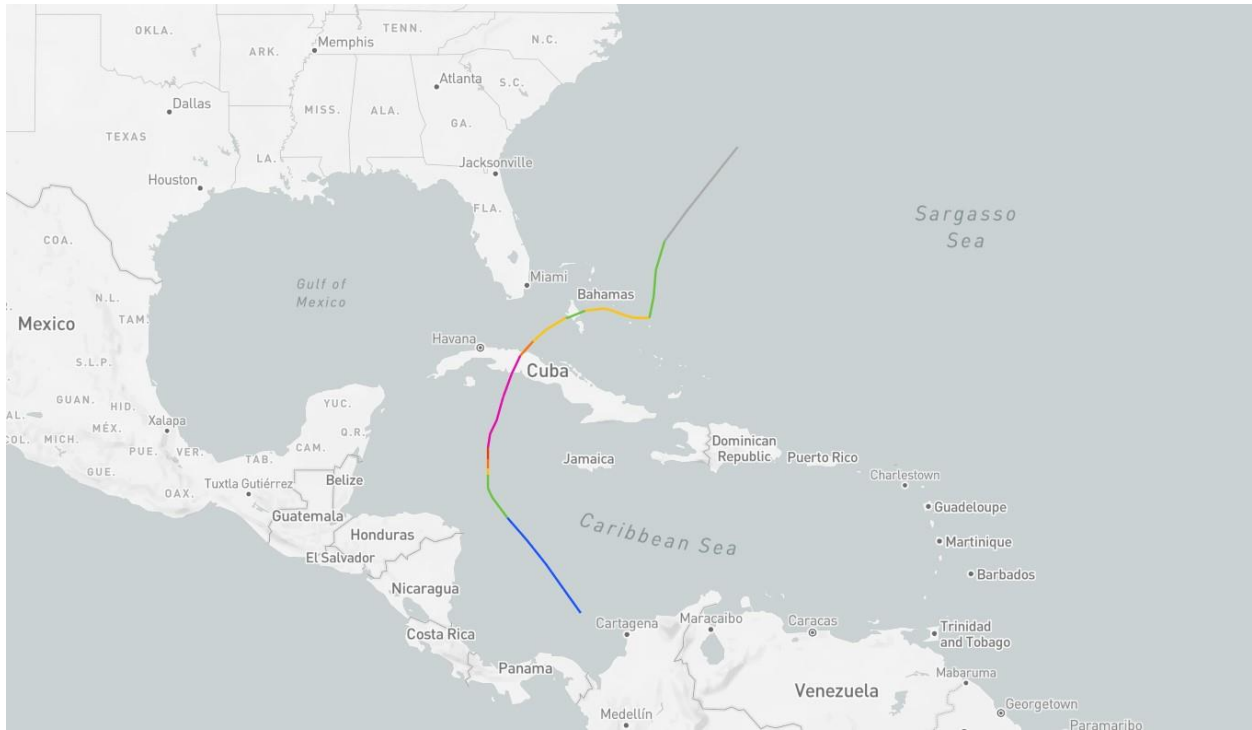 OKLA.
TENN.
N.C.
Memphis
ARK.
Atlanta
S.C.
Dallas
MISS.
ALA.
GA.
TEXAS
LA.
Jacksonville
Houston
FLA.
Sargasso
Sea
COA.
Gulf of
Mexico
Miami
Bahamas
N.L.
Mexico
TAM.
Havana
S.L.P.
Cuba
GUAN.
HID.
YUC.
AL.
MÉX.
Xalapa
Q.R.
COL.
MICH.
PUE.
VER.
CAM.
Jamaica
Dominican
Republic
Puerto Rico
GUE.
TAB.
Charlestown
OAX.
Tuxtla Gutiérrez
Belize
Guadeloupe
Guatemala
Caribbean Sea
Honduras
Martinique
El Salvador
Barbados
Nicaragua
Cartagena
Maracaibo
Caracas
Costa Rica
Trinidad
and Tobago
Panama
Mabaruma
Venezuela
Georgetown
Medellín
Paramaribo